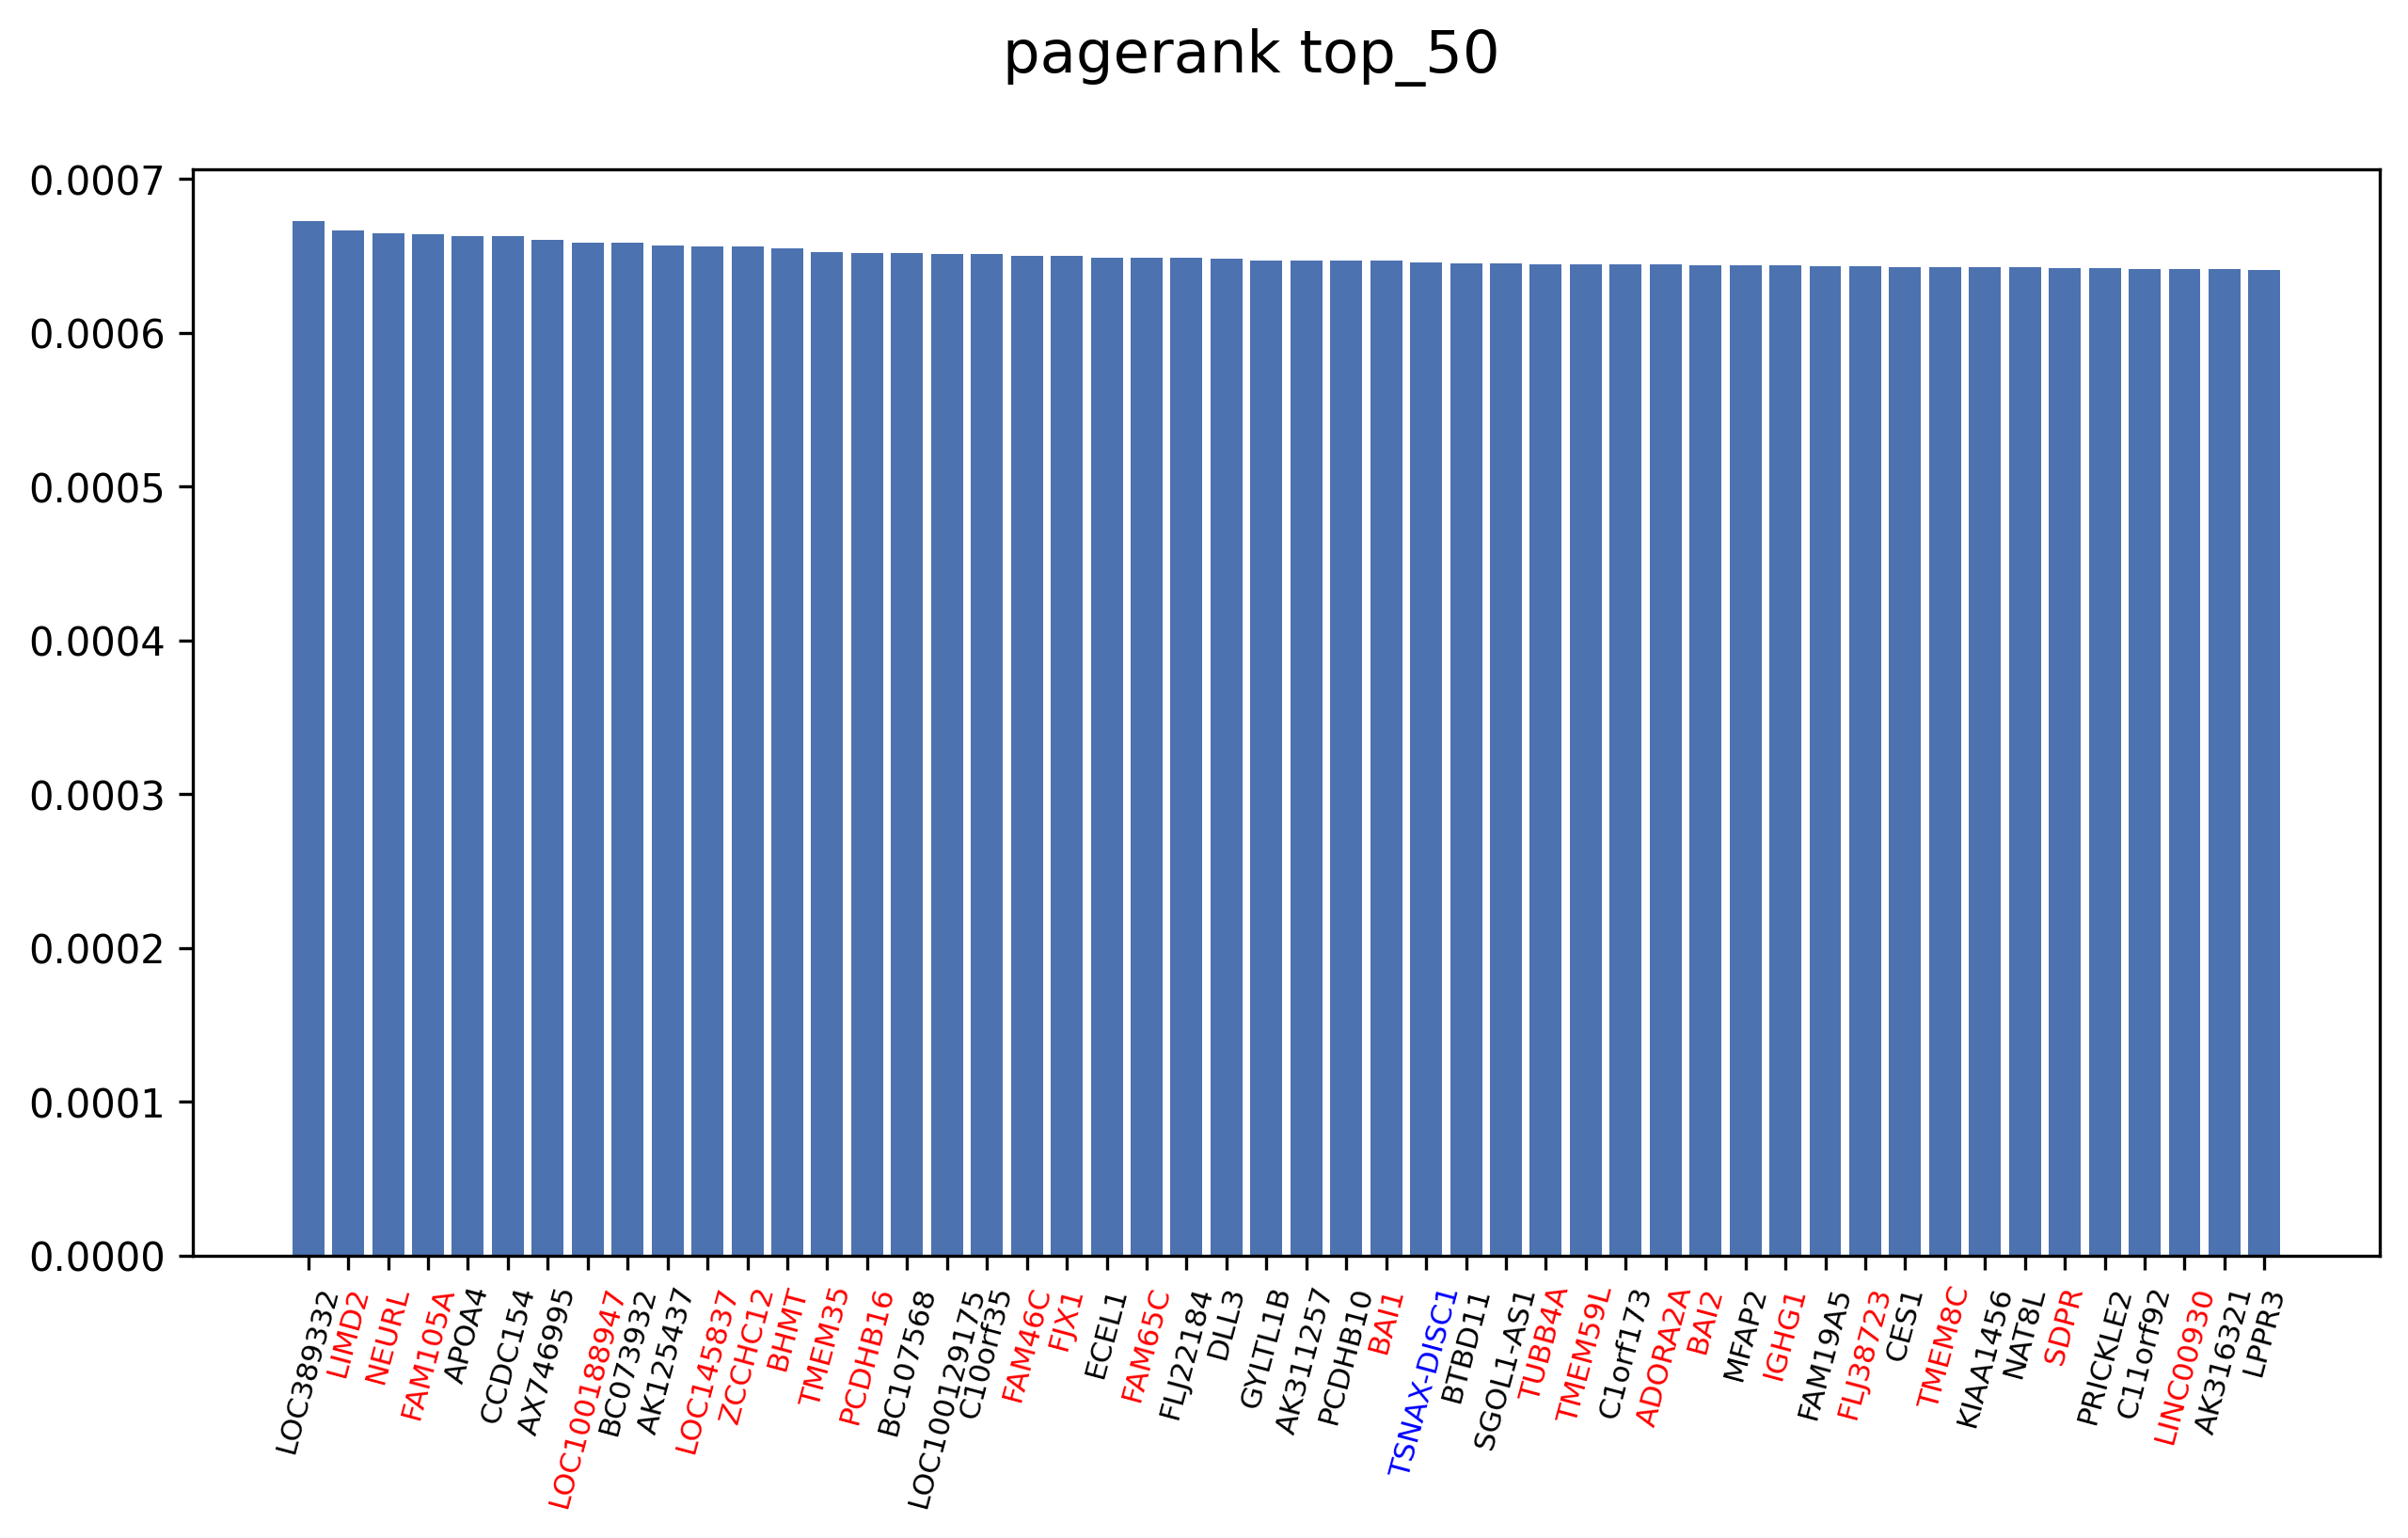 pagerank top_50
0.0007
0.0006
0.0005
0.0004
0.0003
0.0002
0.0001
0.0000
LOC389332
LIMD2
NEURL
FAM105A
APOA4
CCDC154
AX746995
LOC100188947
BC073932
AK125437
LOC145837
ZCCHC12
BHMT
TMEM35
PCDHB16
BC107568
LOC100129175
C10orf35
FAM46C
FJX1
ECEL1
FAM65C
FLJ22184
DLL3
GYLTL1B
AK311257
PCDHB10
BAI1
TSNAX-DISC1
BTBD11
SGOL1-AS1
TUBB4A
TMEM59L
C1orf173
ADORA2A
BAI2
MFAP2
IGHG1
FAM19A5
FLJ38723
CES1
TMEM8C
KIAA1456
NAT8L
SDPR
PRICKLE2
C11orf92
LINC00930
AK316321
LPPR3